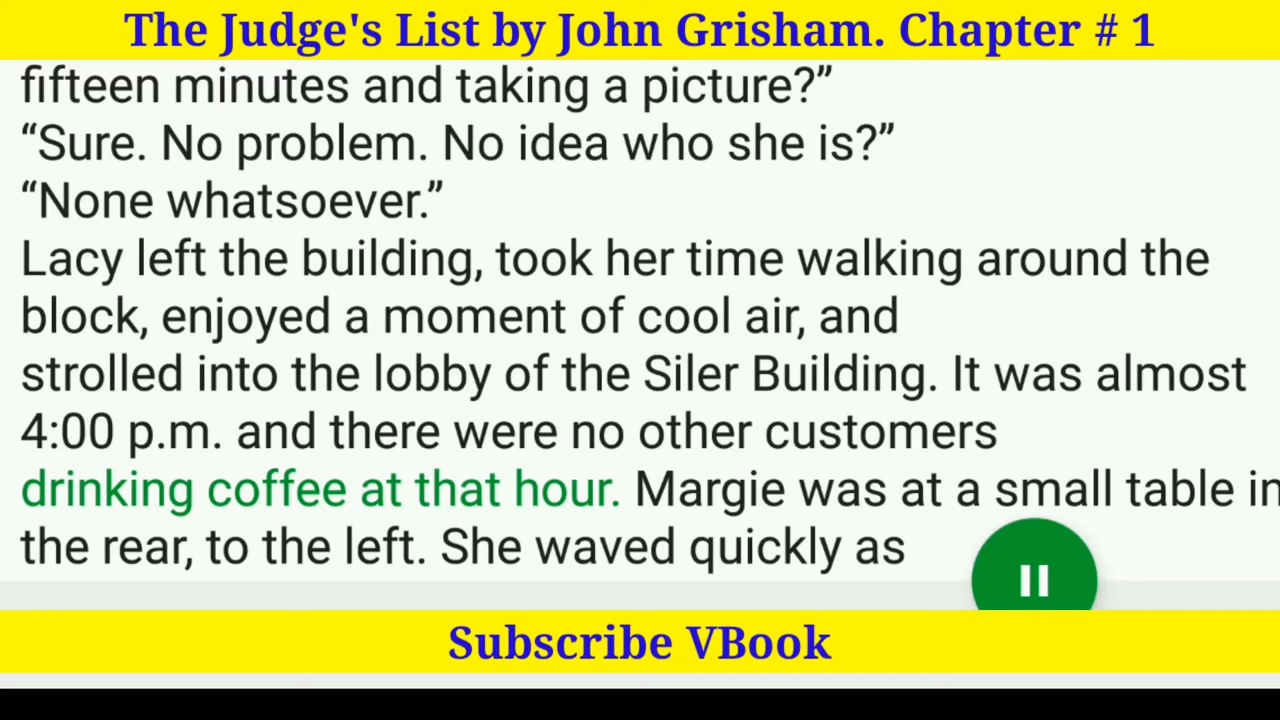 The Judge's List by John Grisham. Chapter # 1
fifteen minutes and taking a picture?”
“Sure. No problem. No idea who she is?”
“None whatsoever.”
Lacy left the building, took her time walking around the
block, enjoyed a moment of cool air, and
strolled into the lobby of the Siler Building. It was almost
4:00 p.m. and there were no other customers
drinking coffee at that hour. Margie was at a small table in
the rear, to the left. She waved quickly as
Subscribe VBook